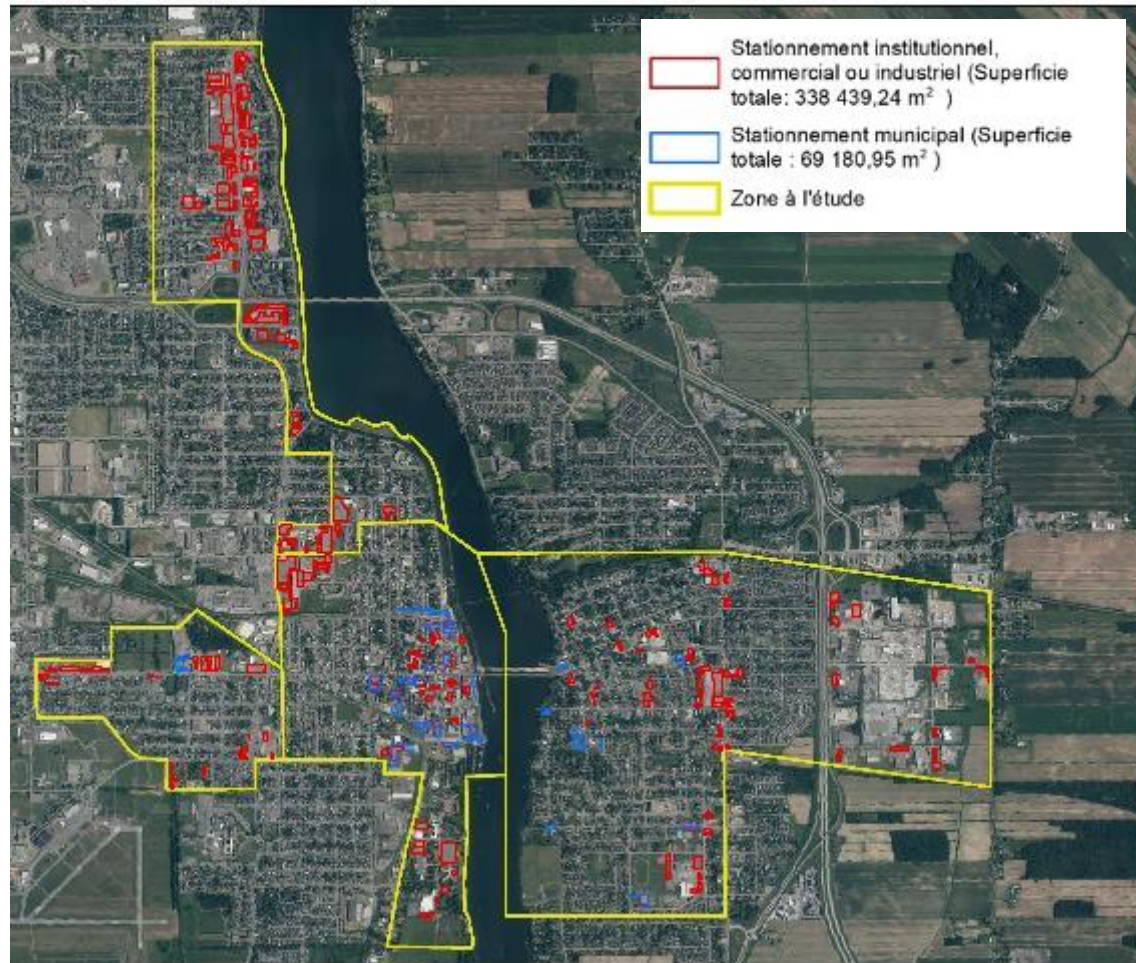 Stationnement institutionnel,
commercial ou industriel (Superficie
totale: 338 439,24 m² )
Stationnement municipal (Superficie
totale : 69 180,95 m² )
Zone à l'étude